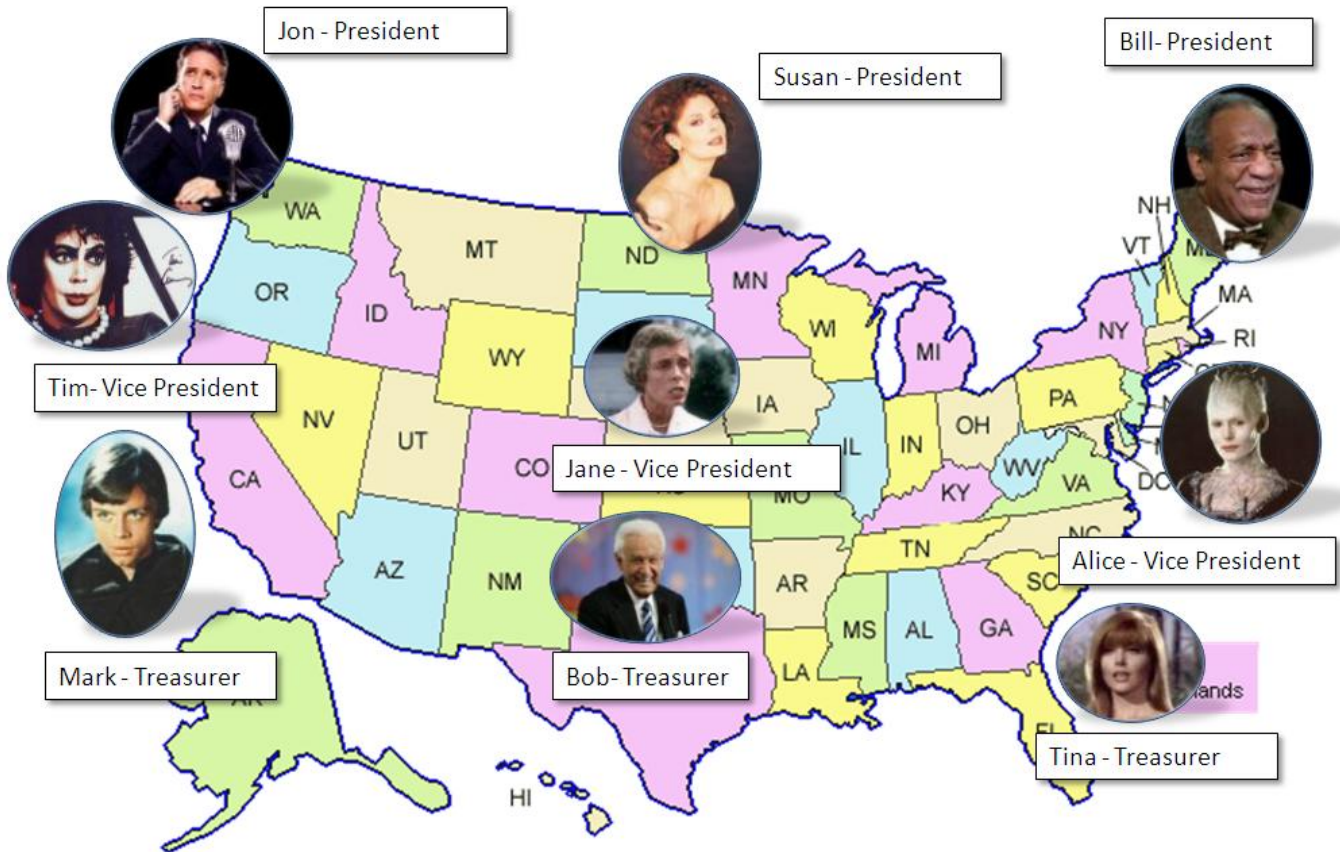 Jon - President
Susan - President
Bill- President
Tim- Vice President
Jane - Vice President
Alice - Vice President
Mark - Treasurer
Bob- Treasurer
Tina - Treasurer
WA
OR
ID
MT
ND
MN
WI
MI
WY
NV
UT
CA
CO
AZ
NM
IA
IL
IN
OH
PA
NY
VT
NH
MA
RI
WV
VA
DC
KY
MO
TN
NC
SC
AR
MS
AL
GA
LA
HI
lands